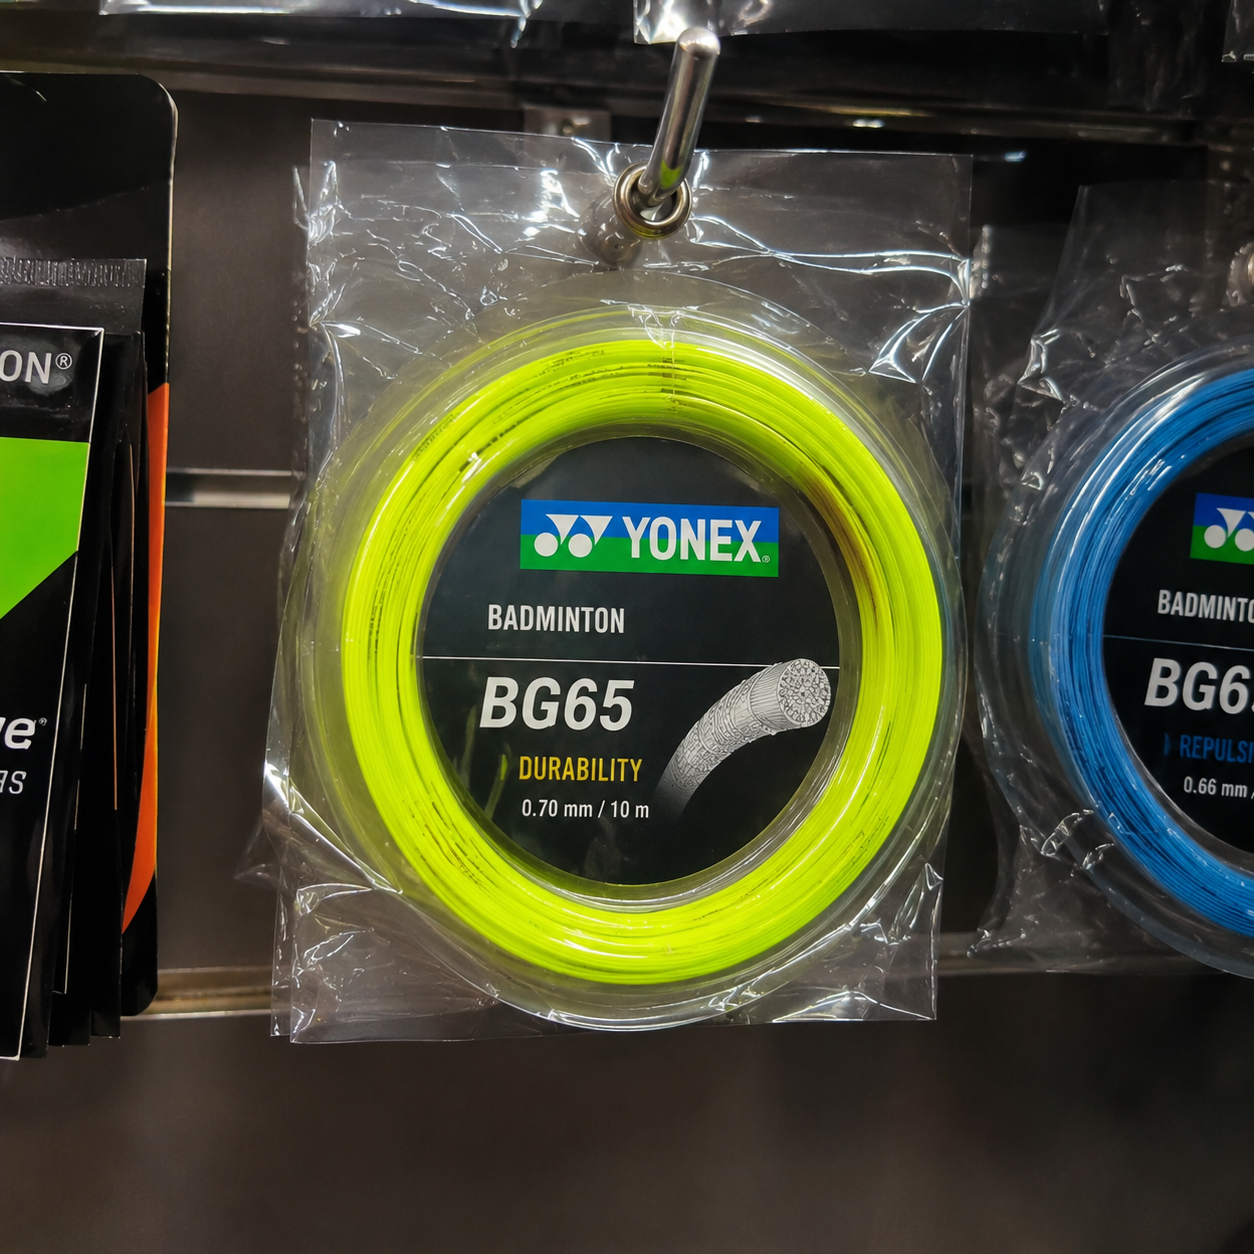 ON®
YONEX®
BADMINTON
BG65
DURABILITY
0.70 mm / 10 m
BADMINTO
BG6
REPULSI
0.66 mm /